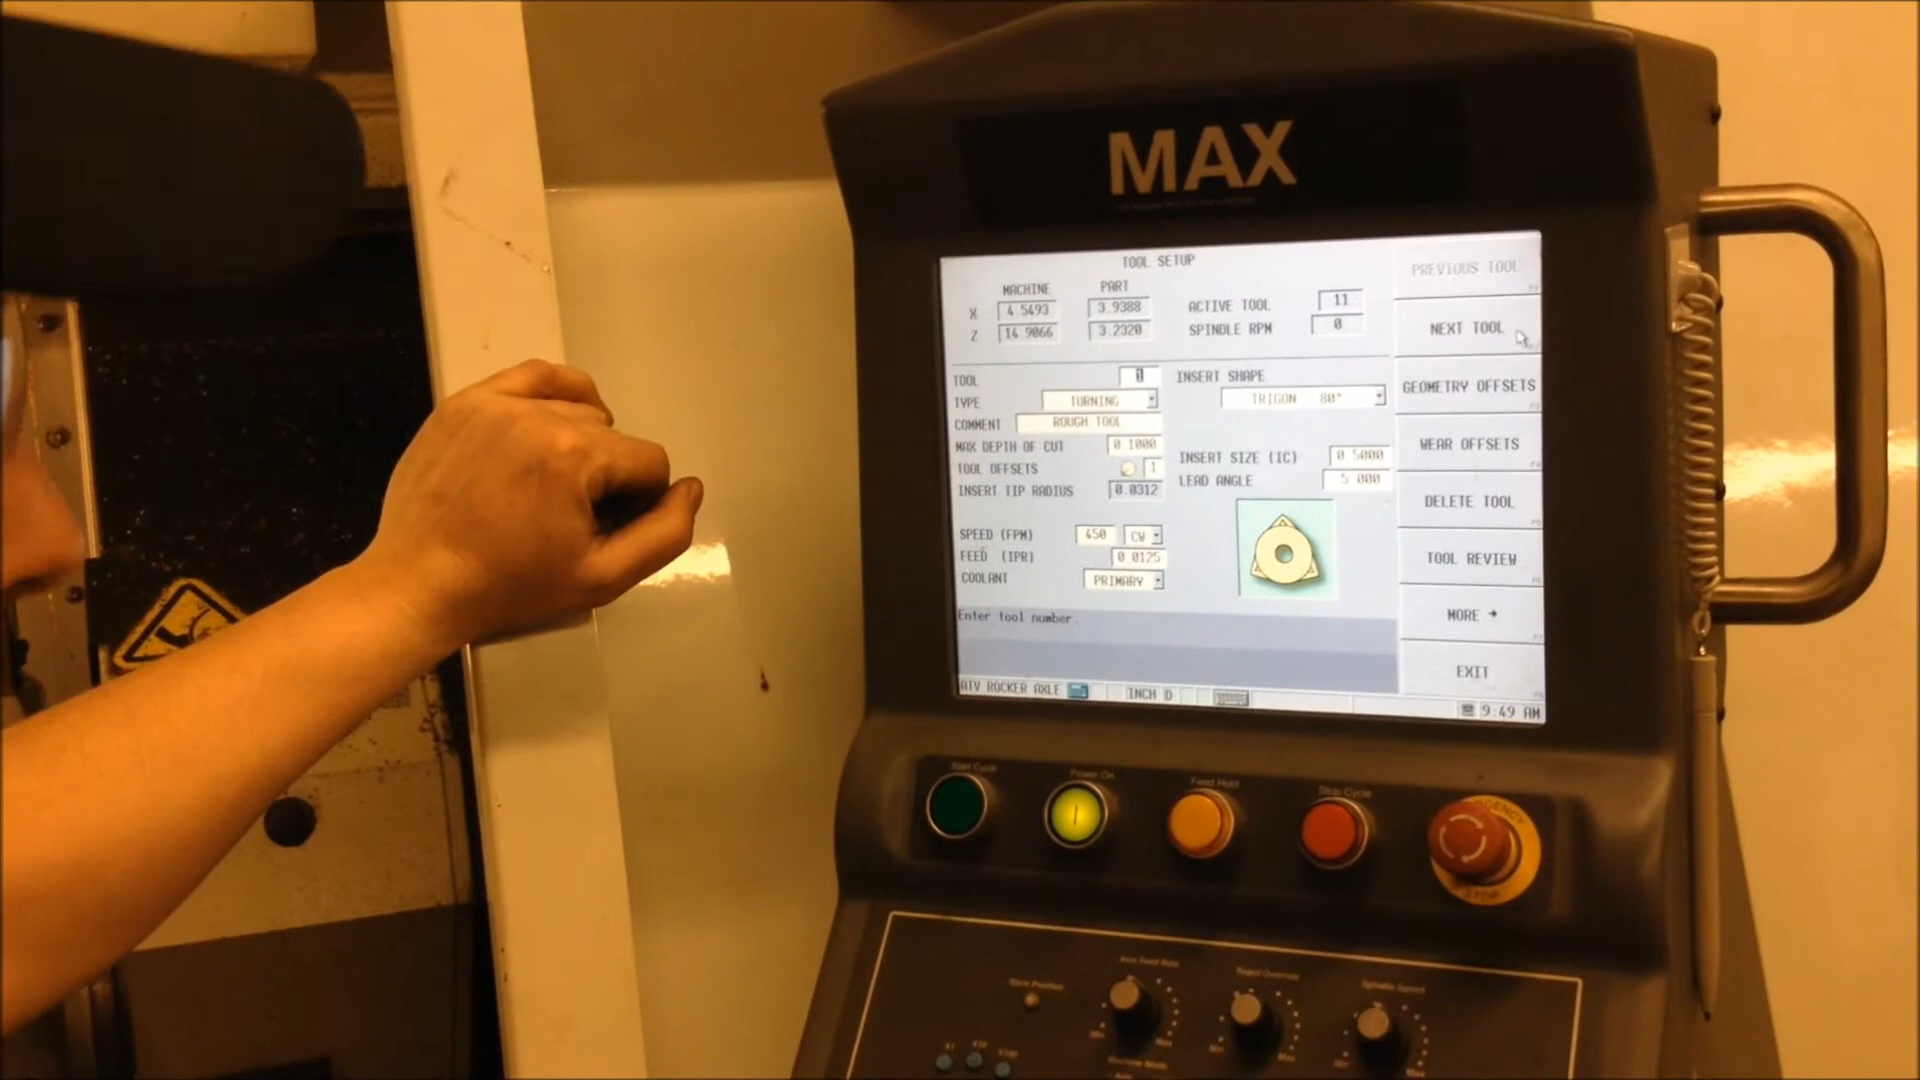 MAX
TOOL SETUP
MACHINE PART
X 4.5493 3.9388
Z 14.9066 3.2320
ACTIVE TOOL 11
SPINDLE RPM 0
TOOL
TYPE TURNING
COMMENT ROUGH TOOL
MAX DEPTH OF CUT 0.1000
TOOL OFFSETS 1
INSERT TIP RADIUS 0.0312
SPEED (FPM) 450 CW
FEED (IPR) 0.0125
COOLANT PRIMARY
INSERT SHAPE
TRIGON 80°
INSERT SIZE (IC) 0.5000
LEAD ANGLE 5.000
Enter tool number.
ATV ROCKER AXLE INCH D 9:49 AM
PREVIOUS TOOL
NEXT TOOL
GEOMETRY OFFSETS
WEAR OFFSETS
DELETE TOOL
TOOL REVIEW
MORE →
EXIT
Start Cycle
Power On
Feed Hold
Stop Cycle
EMERGENCY
STOP
Axis Feed Rate
Rapid Override
Spindle Speed
Min Max
Min Max
Min Max